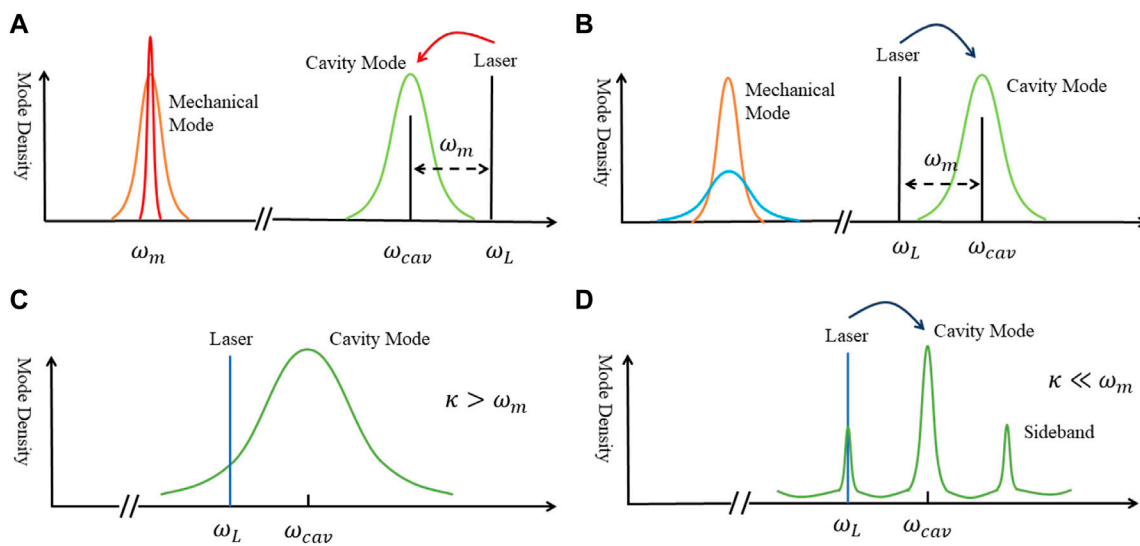 A
Mode Density
Mechanical
Mode
Cavity Mode
Laser
ω_m
ω_m
ω_cav
ω_L
B
Mode Density
Mechanical
Mode
Laser
Cavity Mode
ω_m
ω_L
ω_cav
C
Mode Density
Laser
Cavity Mode
κ > ω_m
ω_L
ω_cav
D
Mode Density
Laser
Cavity Mode
κ ≪ ω_m
Sideband
ω_L
ω_cav